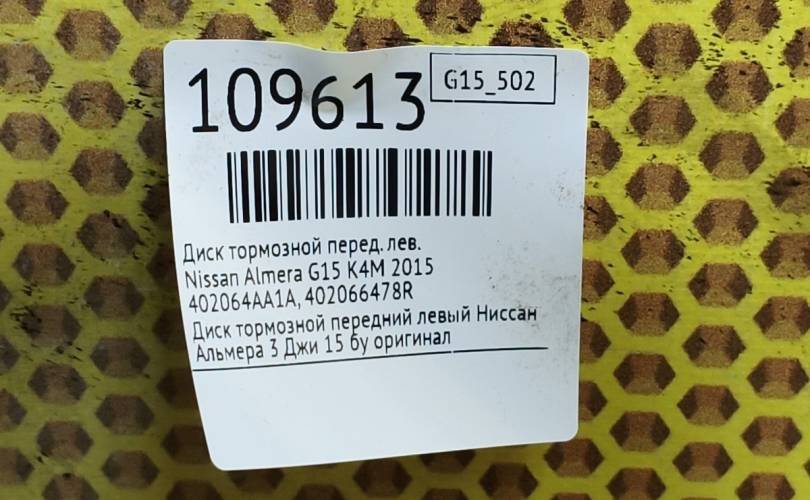 109613
G15_502
Диск тормозной перед. лев.
Nissan Almera G15 K4M 2015
402064AA1A, 402066478R
Диск тормозной передний левый Ниссан
Альмера 3 Джи 15 бу оригинал